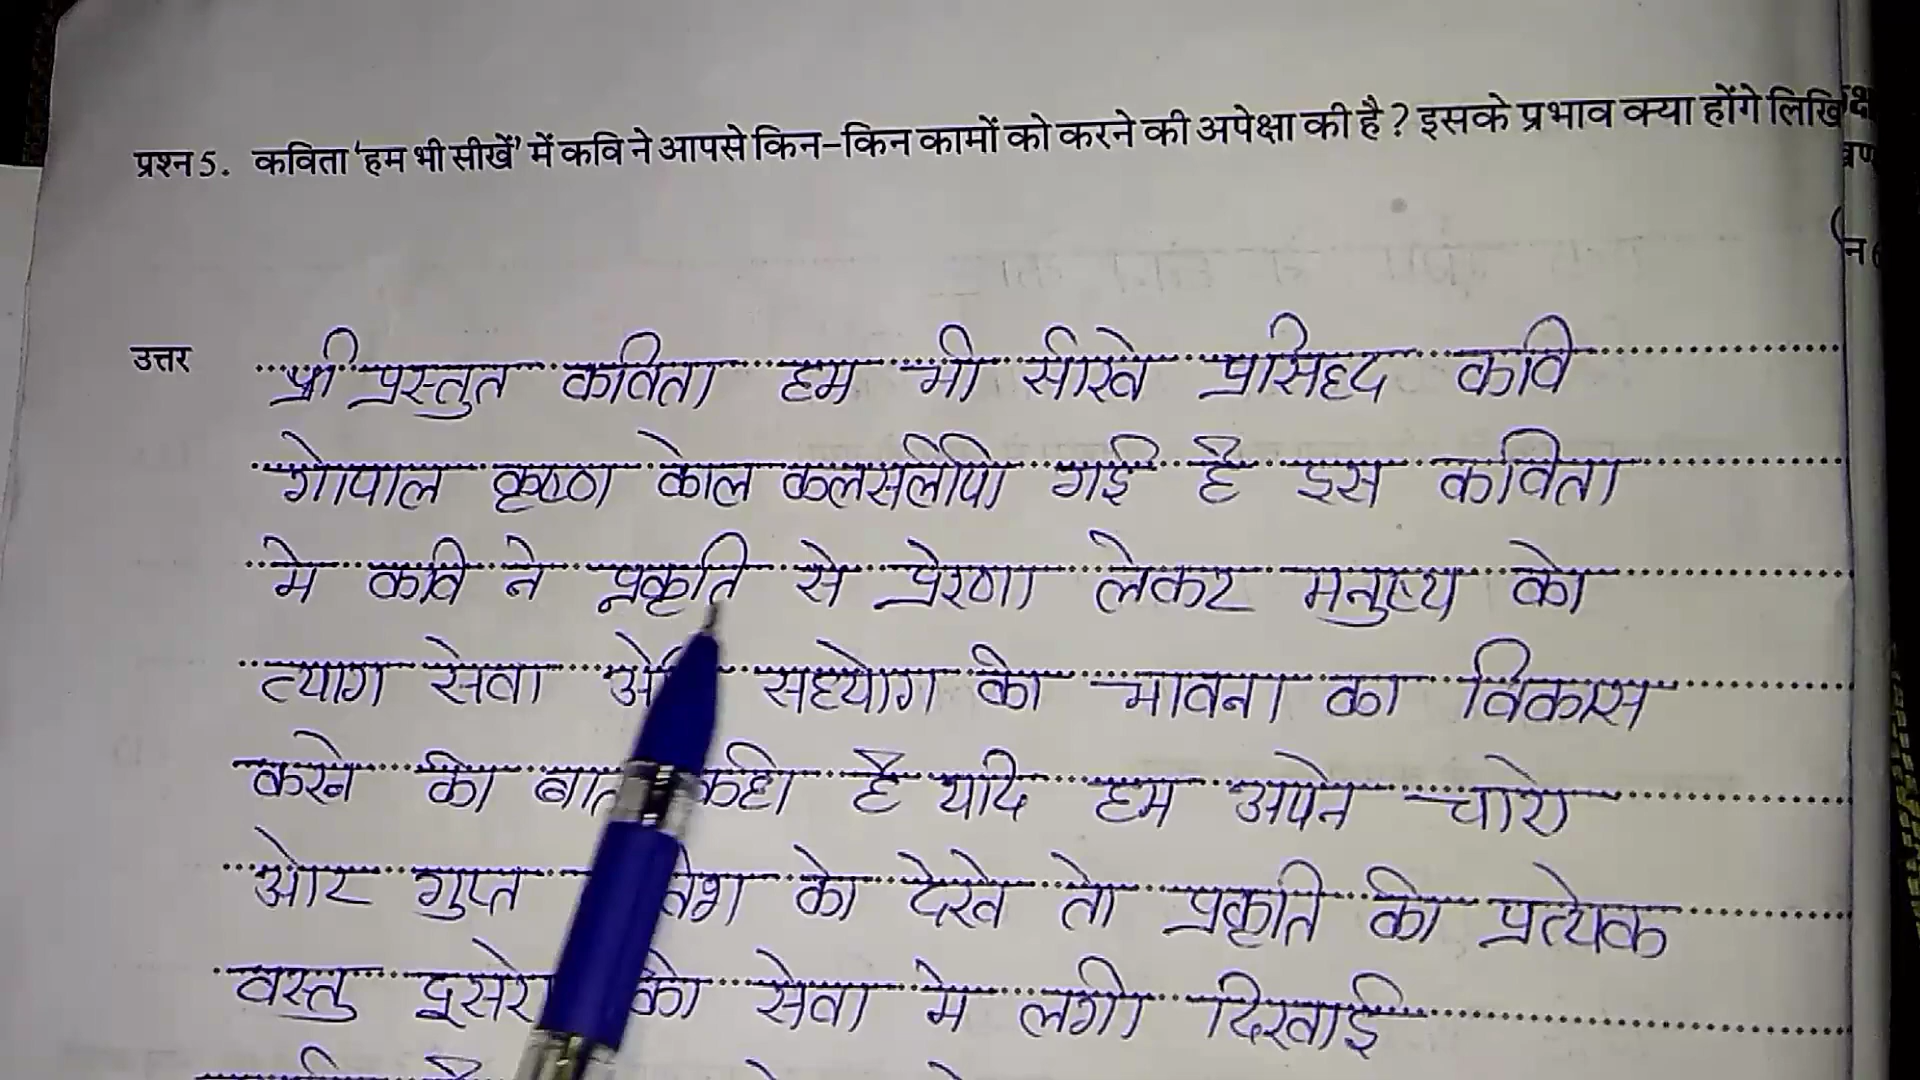 प्रश्न 5. कविता 'हम भी सीखें' में कवि ने आपसे किन-किन कामों को करने की अपेक्षा की है ? इसके प्रभाव क्या होंगे लिखि
उत्तर
प्रस्तुत कविता हम भी सीखे प्रसिद्द कवि
गोपाल कृष्ण कोल गई है इस कविता
मे कवि ने प्रकृति से प्रेरणा लेकर मनुष्य को
त्याग सेवा सहयोग की भावना का विकास
करने की बात कही है यदि हम अपने चारो
ओर गुप्त को देखे तो प्रकृति की प्रत्येक
वस्तु दूसरे की सेवा मे लगी दिखाई